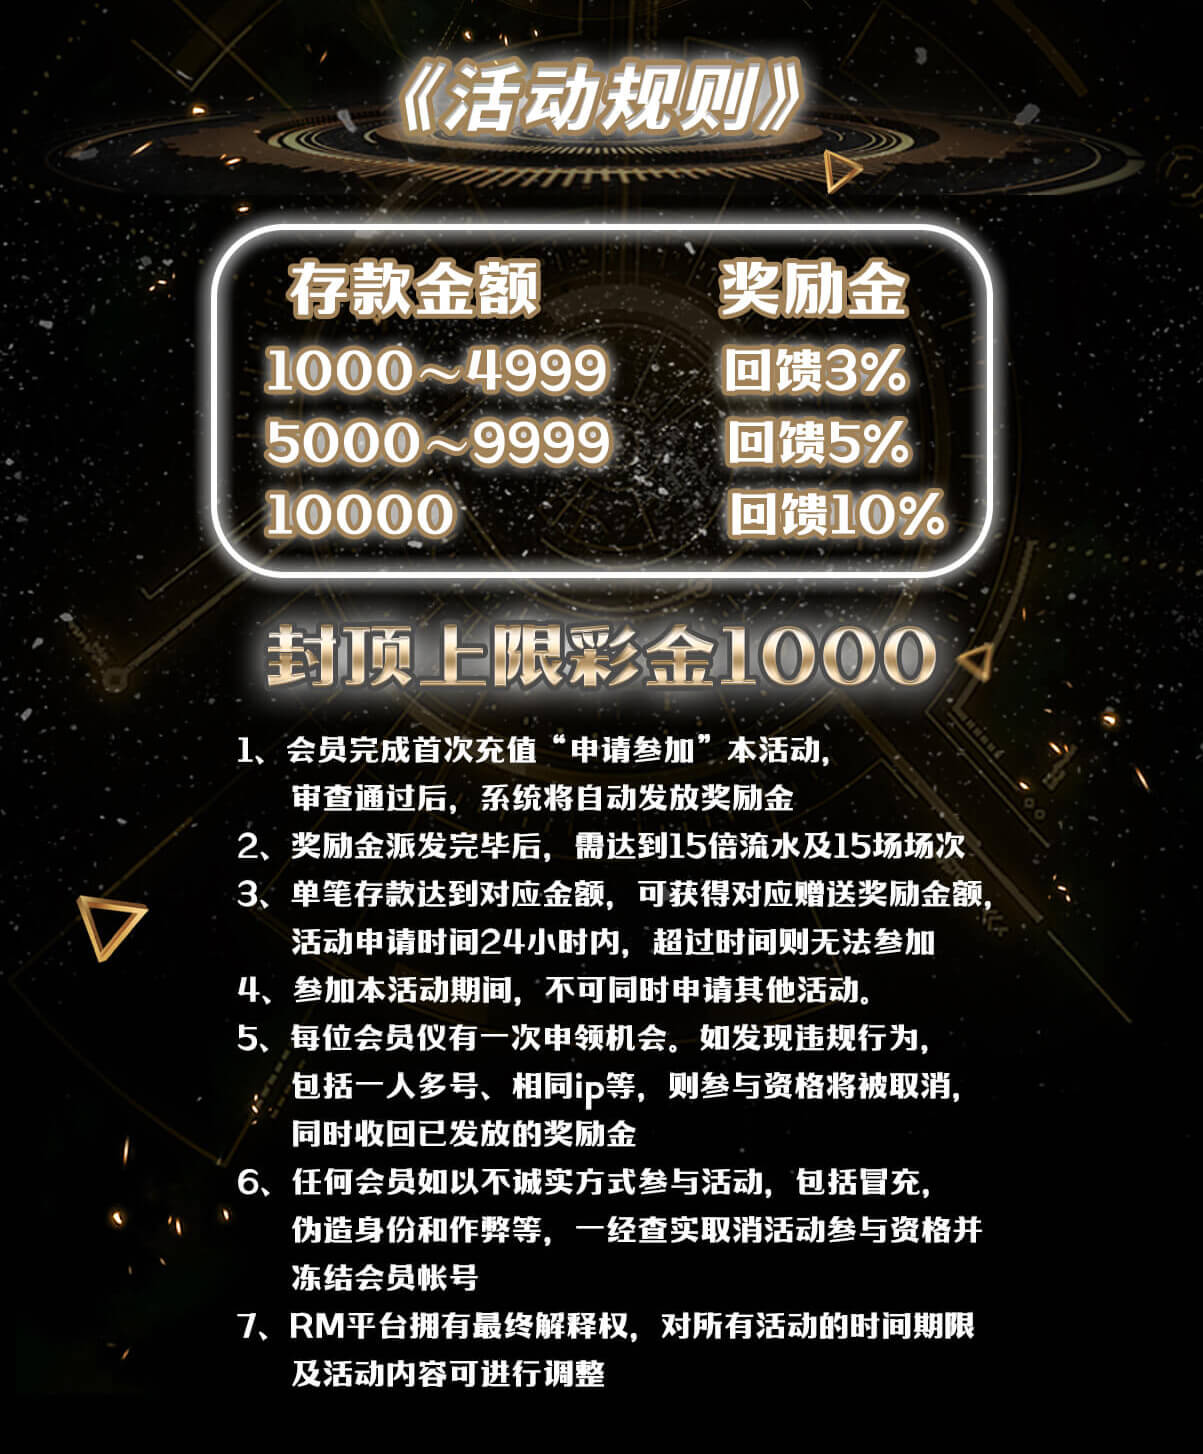 《活动规则》
存款金额 奖励金
1000～4999 回馈3%
5000～9999 回馈5%
10000 回馈10%
封顶上限彩金1000
1、会员完成首次充值“申请参加”本活动，
审查通过后，系统将自动发放奖励金
2、奖励金派发完毕后，需达到15倍流水及15场场次
3、单笔存款达到对应金额，可获得对应赠送奖励金额，
活动申请时间24小时内，超过时间则无法参加
4、参加本活动期间，不可同时申请其他活动。
5、每位会员仅有一次申领机会。如发现违规行为，
包括一人多号、相同ip等，则参与资格将被取消，
同时收回已发放的奖励金
6、任何会员如以不诚实方式参与活动，包括冒充，
伪造身份和作弊等，一经查实取消活动参与资格并
冻结会员帐号
7、RM平台拥有最终解释权，对所有活动的时间期限
及活动内容可进行调整